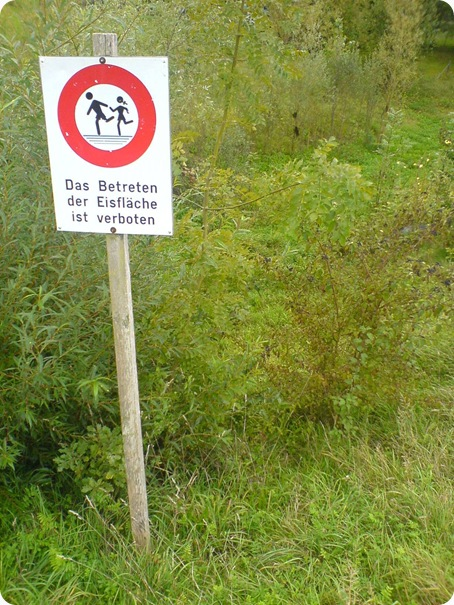 Das Betreten
der Eisfläche
ist verboten